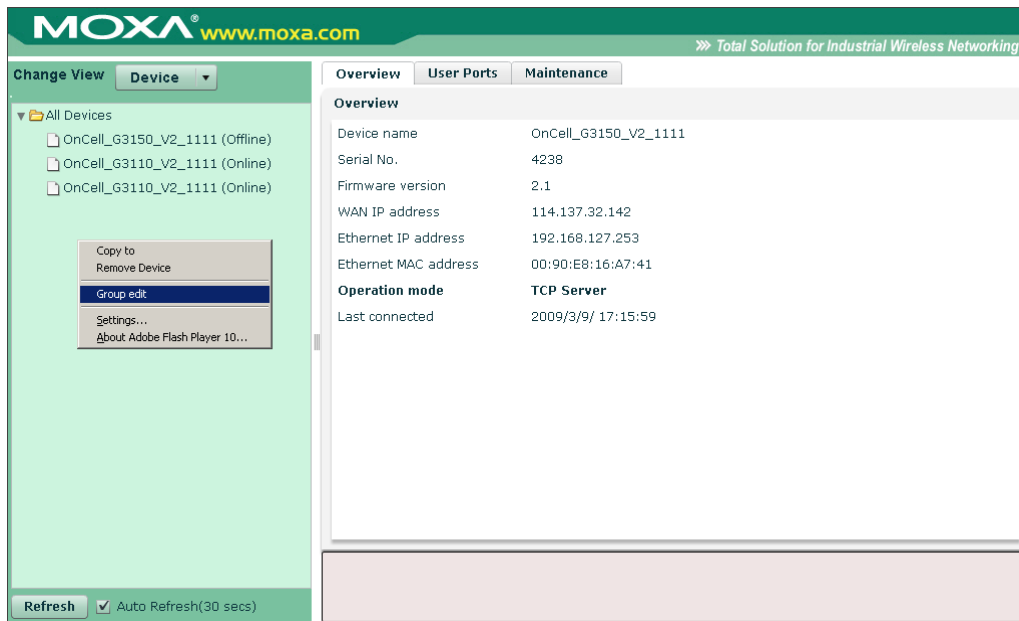 MOXA® www.moxa.com
Total Solution for Industrial Wireless Networking
Change View Device
All Devices
OnCell_G3150_V2_1111 (Offline)
OnCell_G3110_V2_1111 (Online)
OnCell_G3110_V2_1111 (Online)
Copy to
Remove Device
Group edit
Settings...
About Adobe Flash Player 10...
Refresh Auto Refresh(30 secs)
Overview User Ports Maintenance
Overview
Device name OnCell_G3150_V2_1111
Serial No. 4238
Firmware version 2.1
WAN IP address 114.137.32.142
Ethernet IP address 192.168.127.253
Ethernet MAC address 00:90:E8:16:A7:41
Operation mode TCP Server
Last connected 2009/3/9/ 17:15:59